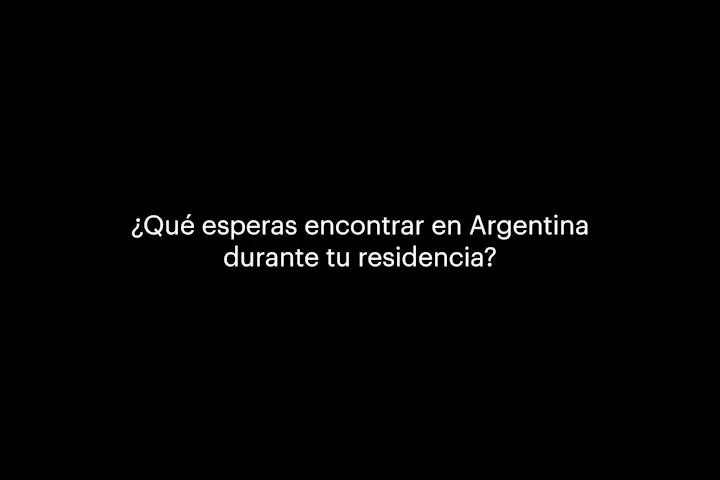 ¿Qué esperas encontrar en Argentina
durante tu residencia?